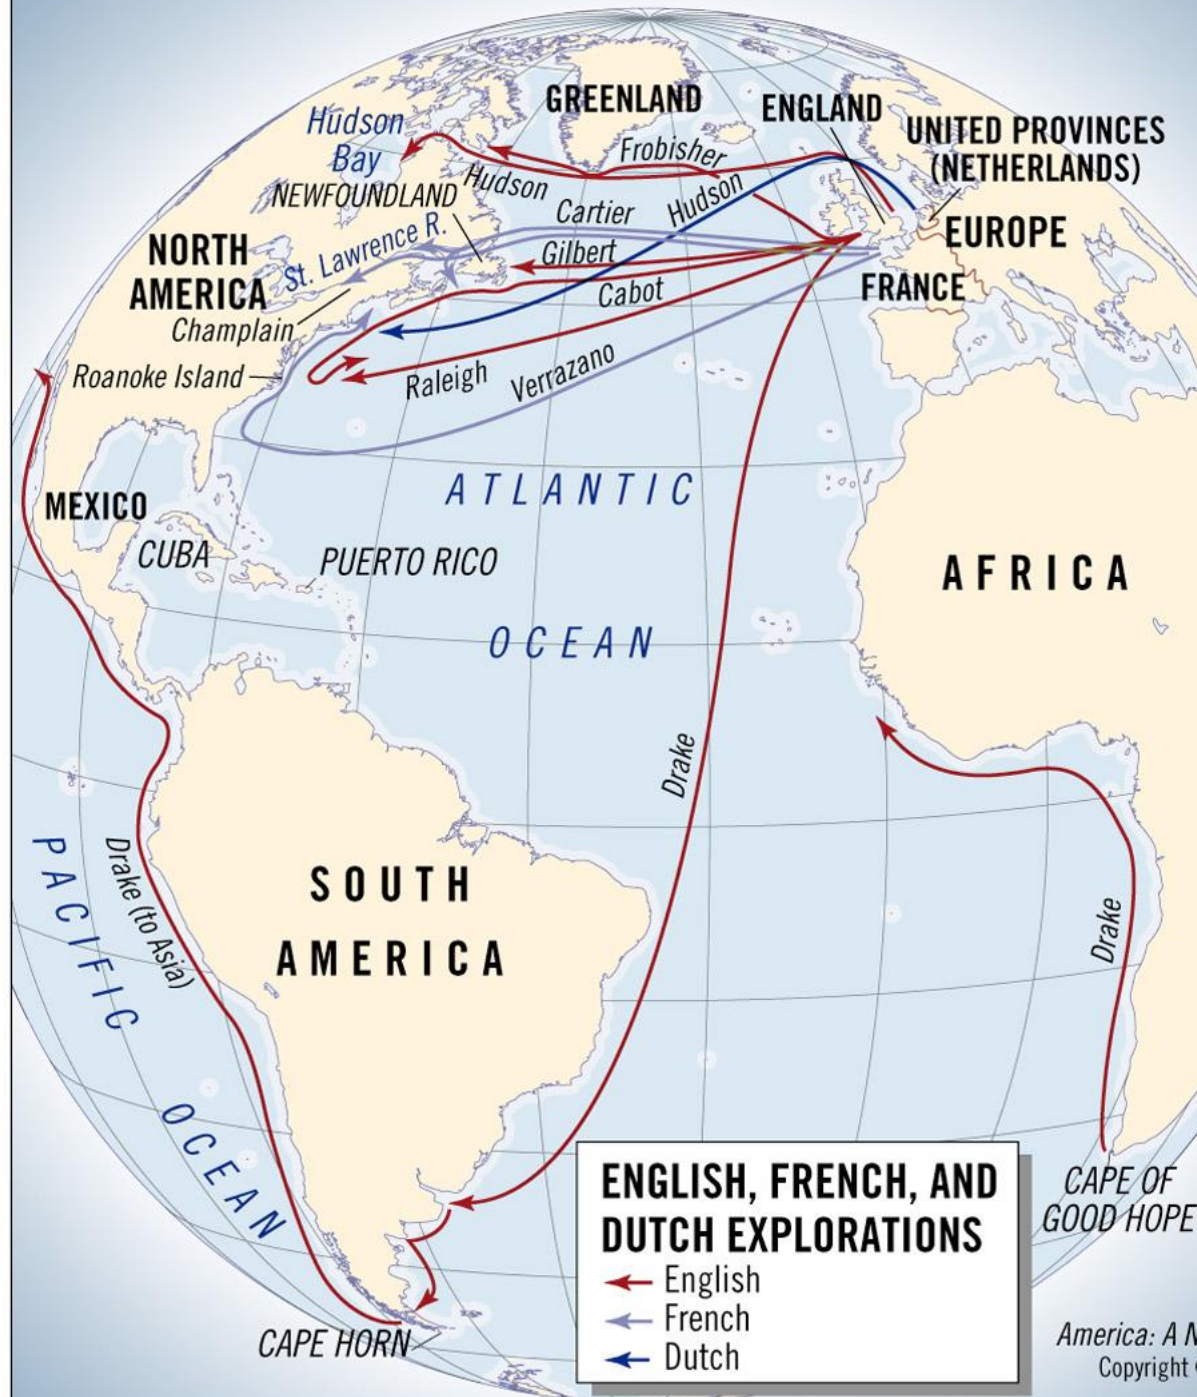 GREENLAND
ENGLAND
UNITED PROVINCES
(NETHERLANDS)
Hudson
Bay
Frobisher
Hudson
NEWFOUNDLAND
Hudson
Cartier
St. Lawrence R.
NORTH
AMERICA
EUROPE
Gilbert
FRANCE
Cabot
Champlain
Roanoke Island
Raleigh
Verrazano
ATLANTIC
OCEAN
MEXICO
CUBA
PUERTO RICO
AFRICA
Drake
PACIFIC
OCEAN
Drake (to Asia)
SOUTH
AMERICA
Drake
CAPE OF
GOOD HOPE
CAPE HORN
ENGLISH, FRENCH, AND
DUTCH EXPLORATIONS
English
French
Dutch
America: A N
Copyright